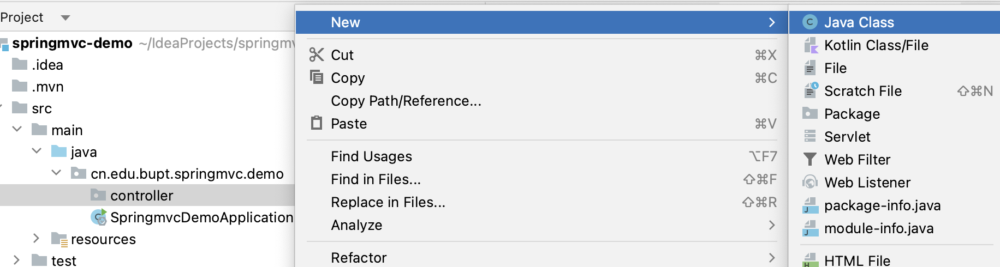 Project
springmvc-demo ~/IdeaProjects/springmv
.idea
.mvn
src
main
java
cn.edu.bupt.springmvc.demo
controller
SpringmvcDemoApplication
resources
test
New
Cut ⌘X
Copy ⌘C
Copy Path/Reference...
Paste ⌘V
Find Usages ⌥F7
Find in Files... ⇧⌘F
Replace in Files... ⇧⌘R
Analyze
Refactor
Java Class
Kotlin Class/File
File
Scratch File ⇧⌘N
Package
Servlet
Web Filter
Web Listener
package-info.java
module-info.java
HTML File